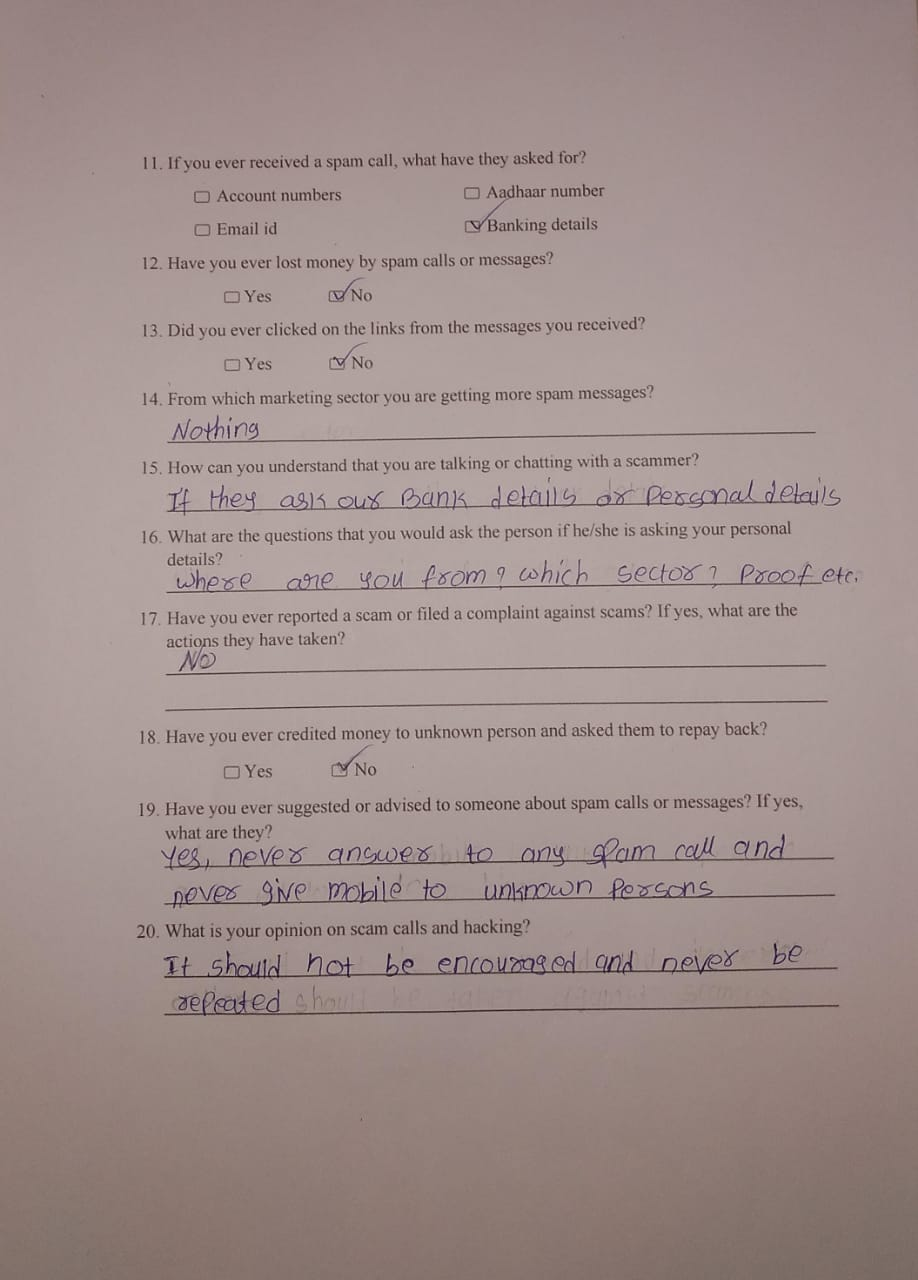 11. If you ever received a spam call, what have they asked for?
☐ Account numbers ☐ Aadhaar number
☐ Email id ☑ Banking details
12. Have you ever lost money by spam calls or messages?
☐ Yes ☑ No
13. Did you ever clicked on the links from the messages you received?
☐ Yes ☑ No
14. From which marketing sector you are getting more spam messages?
Nothing
15. How can you understand that you are talking or chatting with a scammer?
If they ask our Bank details or Personal details
16. What are the questions that you would ask the person if he/she is asking your personal
details?
where are you from? which sector? Proof etc.
17. Have you ever reported a scam or filed a complaint against scams? If yes, what are the
actions they have taken?
No
18. Have you ever credited money to unknown person and asked them to repay back?
☐ Yes ☑ No
19. Have you ever suggested or advised to someone about spam calls or messages? If yes,
what are they?
Yes, never answer to any spam call and
never give mobile to unknown Persons
20. What is your opinion on scam calls and hacking?
It should not be encouraged and never be
repeated